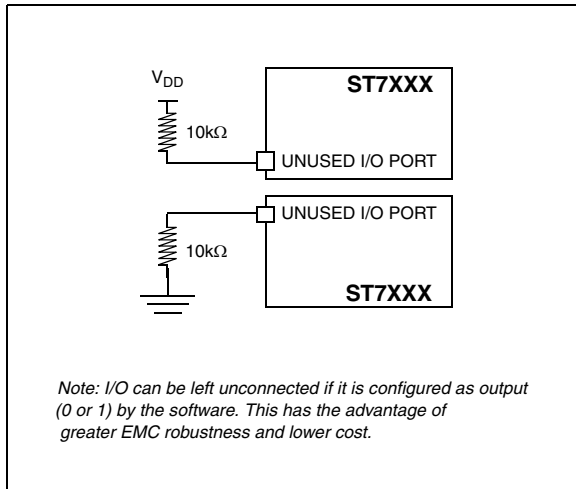 V_DD
ST7XXX
10kΩ
UNUSED I/O PORT
UNUSED I/O PORT
10kΩ
ST7XXX
Note: I/O can be left unconnected if it is configured as output
(0 or 1) by the software. This has the advantage of
greater EMC robustness and lower cost.